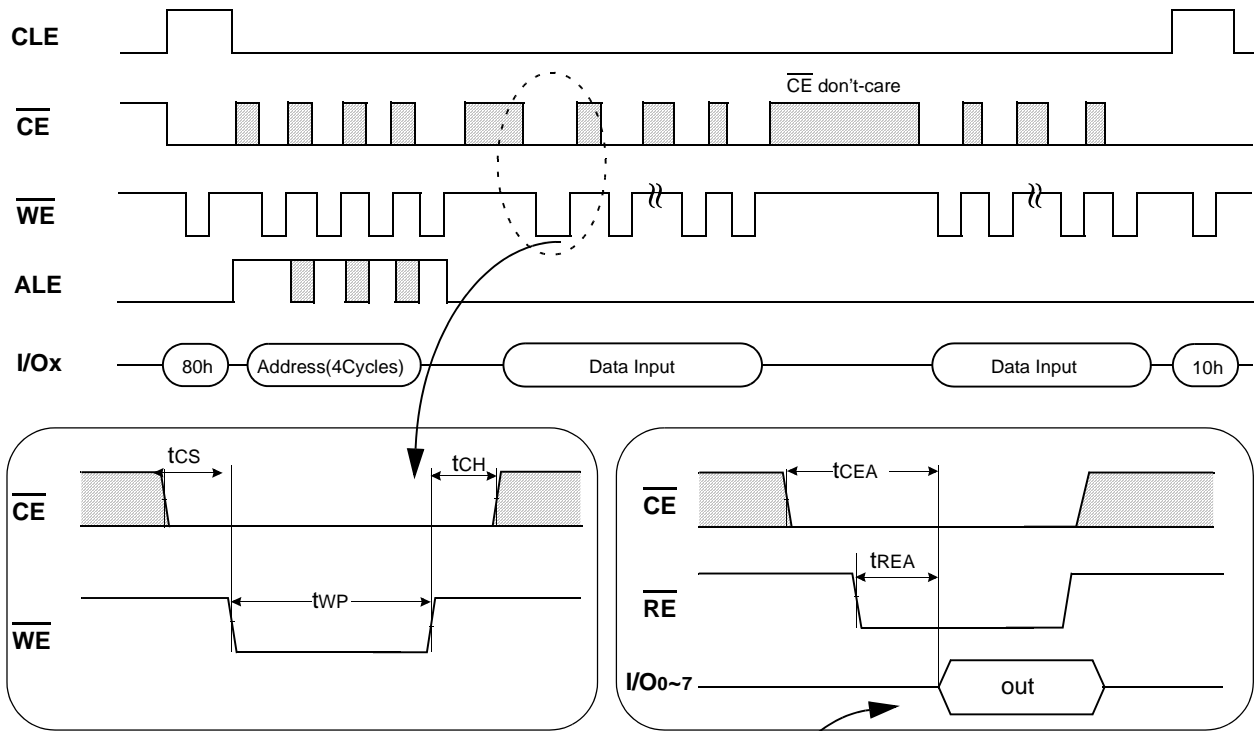 CLE
CE don't-care
CE
WE
ALE
I/Ox 80h Address(4Cycles) Data Input Data Input 10h
tCS tCH
CE
tWP
WE
tCEA
CE
tREA
RE
I/O0~7 out